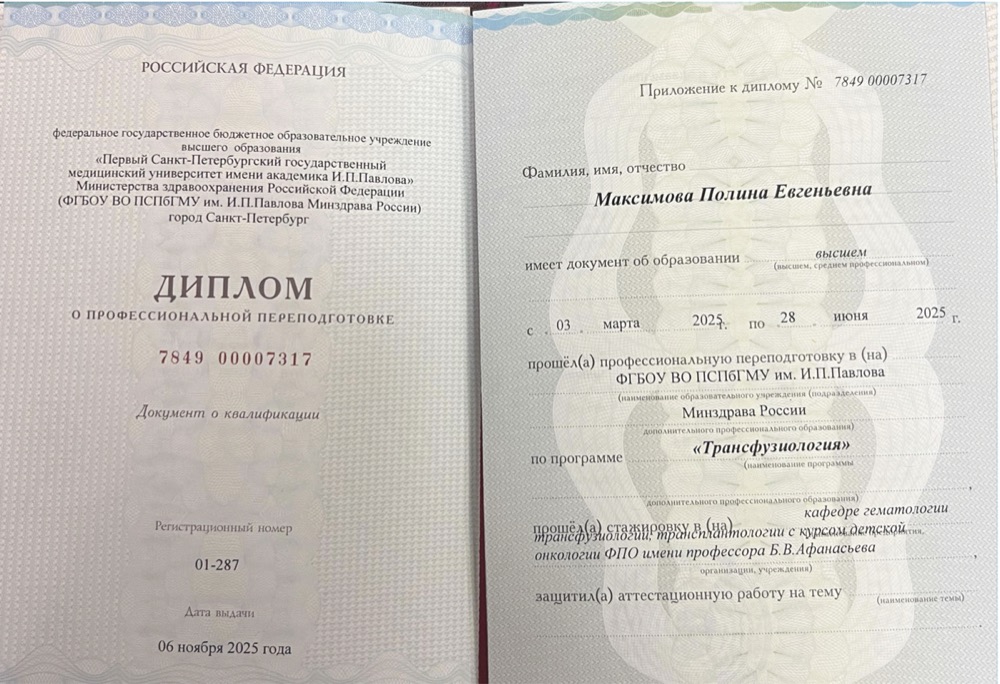 РОССИЙСКАЯ ФЕДЕРАЦИЯ
федеральное государственное бюджетное образовательное учреждение
высшего образования
«Первый Санкт-Петербургский государственный
медицинский университет имени академика И.П.Павлова»
Министерства здравоохранения Российской Федерации
(ФГБОУ ВО ПСПбГМУ им. И.П.Павлова Минздрава России)
город Санкт-Петербург
ДИПЛОМ
О ПРОФЕССИОНАЛЬНОЙ ПЕРЕПОДГОТОВКЕ
7849 00007317
Документ о квалификации
Регистрационный номер
01-287
Дата выдачи
06 ноября 2025 года
Приложение к диплому № 7849 00007317
Фамилия, имя, отчество
Максимова Полина Евгеньевна
имеет документ об образовании высшем
(высшем, среднем профессиональном)
с 03 марта 2025 г. по 28 июня 2025 г.
прошёл(а) профессиональную переподготовку в (на)
ФГБОУ ВО ПСПбГМУ им. И.П.Павлова
(наименование образовательного учреждения (подразделения)
Минздрава России
дополнительного профессионального образования)
по программе «Трансфузиология»
(наименование программы
дополнительного профессионального образования)
прошёл(а) стажировку в (на) кафедре гематологии
трансфузиологии, трансплантологии с курсом детской
онкологии ФПО имени профессора Б.В.Афанасьева
организации, учреждения)
защитил(а) аттестационную работу на тему
(наименование темы)